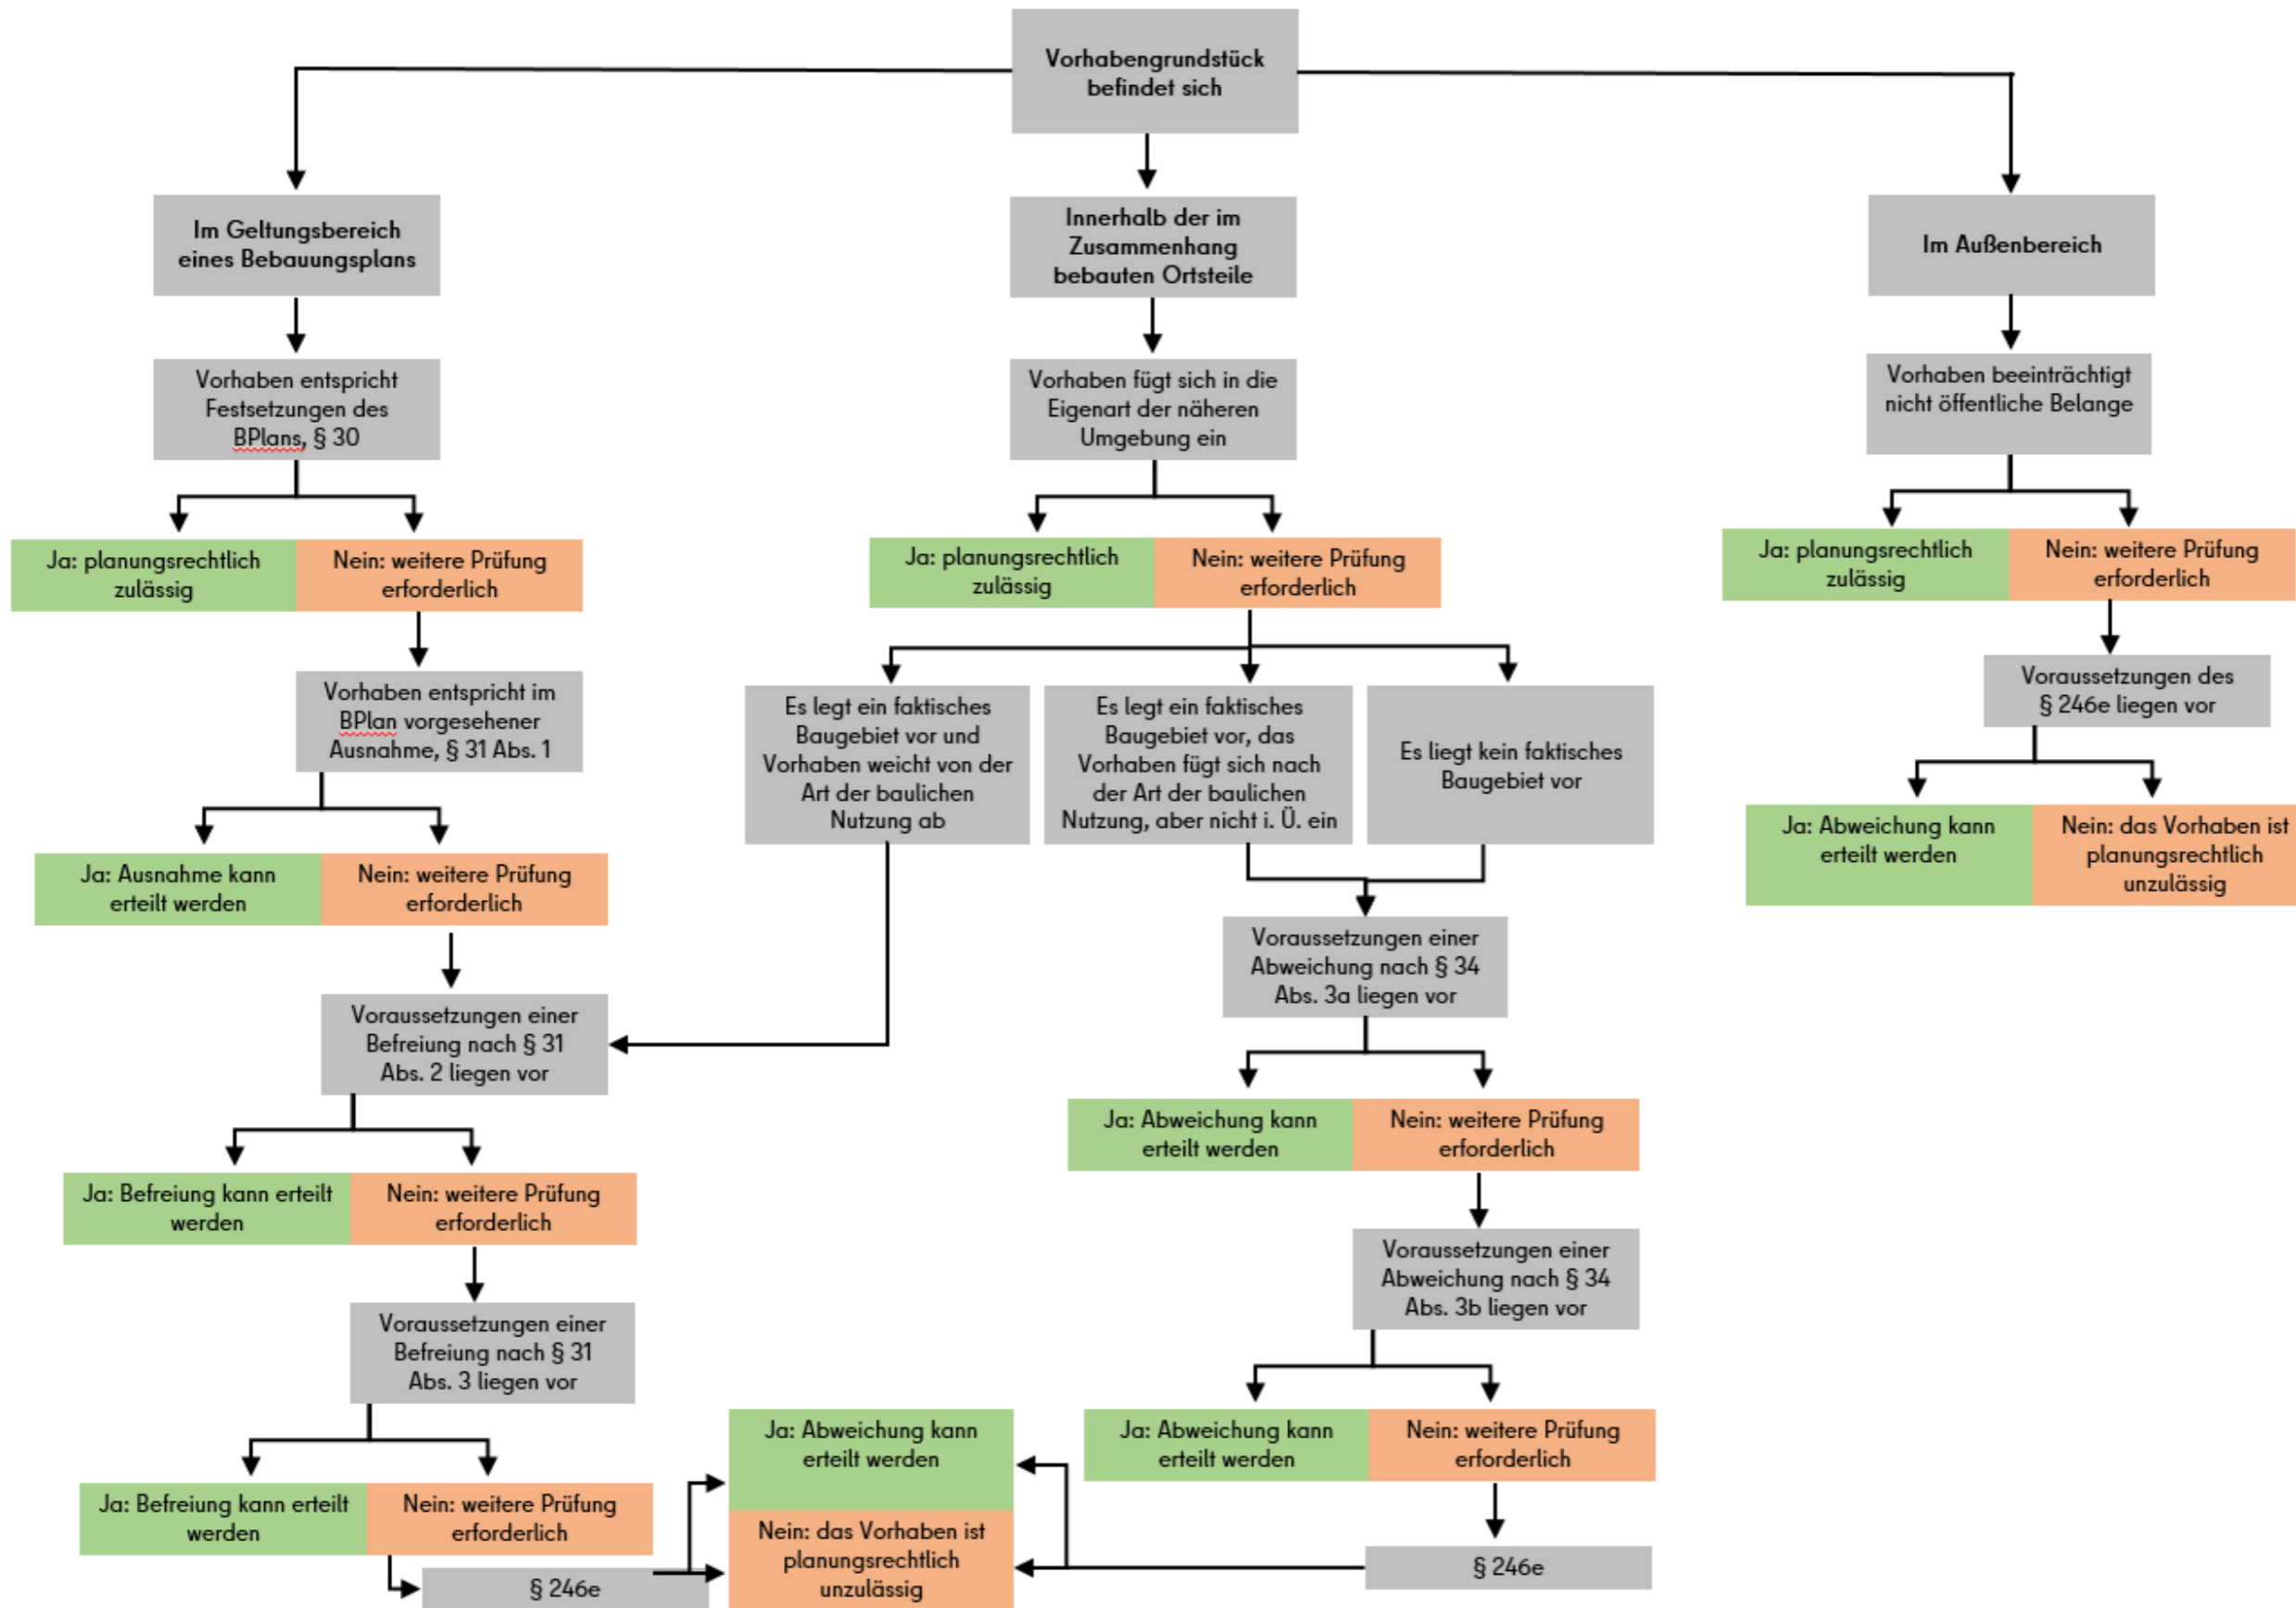 Vorhabengrundstück
befindet sich
Im Geltungsbereich
eines Bebauungsplans
Innerhalb der im
Zusammenhang
bebauten Ortsteile
Im Außenbereich
Vorhaben entspricht
Festsetzungen des
BPlans, § 30
Vorhaben fügt sich in die
Eigenart der näheren
Umgebung ein
Vorhaben beeinträchtigt
nicht öffentliche Belange
Ja: planungsrechtlich
zulässig
Nein: weitere Prüfung
erforderlich
Ja: planungsrechtlich
zulässig
Nein: weitere Prüfung
erforderlich
Ja: planungsrechtlich
zulässig
Nein: weitere Prüfung
erforderlich
Vorhaben entspricht im
BPlan vorgesehener
Ausnahme, § 31 Abs. 1
Es legt ein faktisches
Baugebiet vor und
Vorhaben weicht von der
Art der baulichen
Nutzung ab
Es legt ein faktisches
Baugebiet vor, das
Vorhaben fügt sich nach
der Art der baulichen
Nutzung, aber nicht i. Ü. ein
Es liegt kein faktisches
Baugebiet vor
Voraussetzungen des
§ 246e liegen vor
Ja: Abweichung kann
erteilt werden
Nein: das Vorhaben ist
planungsrechtlich
unzulässig
Ja: Ausnahme kann
erteilt werden
Nein: weitere Prüfung
erforderlich
Voraussetzungen einer
Abweichung nach § 34
Abs. 3a liegen vor
Voraussetzungen einer
Befreiung nach § 31
Abs. 2 liegen vor
Ja: Abweichung kann
erteilt werden
Nein: weitere Prüfung
erforderlich
Ja: Befreiung kann erteilt
werden
Nein: weitere Prüfung
erforderlich
Voraussetzungen einer
Abweichung nach § 34
Abs. 3b liegen vor
Voraussetzungen einer
Befreiung nach § 31
Abs. 3 liegen vor
Ja: Abweichung kann
erteilt werden
Nein: das Vorhaben ist
planungsrechtlich
unzulässig
Ja: Abweichung kann
erteilt werden
Nein: weitere Prüfung
erforderlich
Ja: Befreiung kann erteilt
werden
Nein: weitere Prüfung
erforderlich
§ 246e
§ 246e